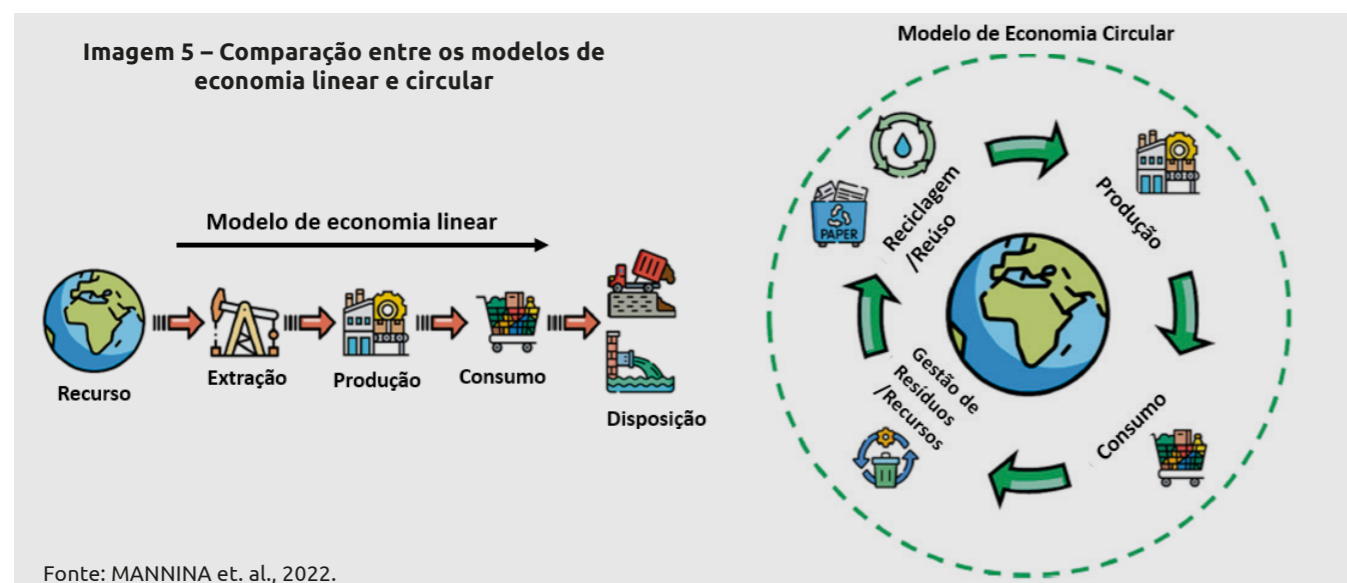 Imagem 5 – Comparação entre os modelos de
economia linear e circular
Modelo de economia linear
Recurso
Extração
Produção
Consumo
Disposição
Modelo de Economia Circular
Reciclagem
/Reúso
PAPER
Produção
Consumo
Gestão de
Resíduos
/Recursos
Fonte: MANNINA et. al., 2022.